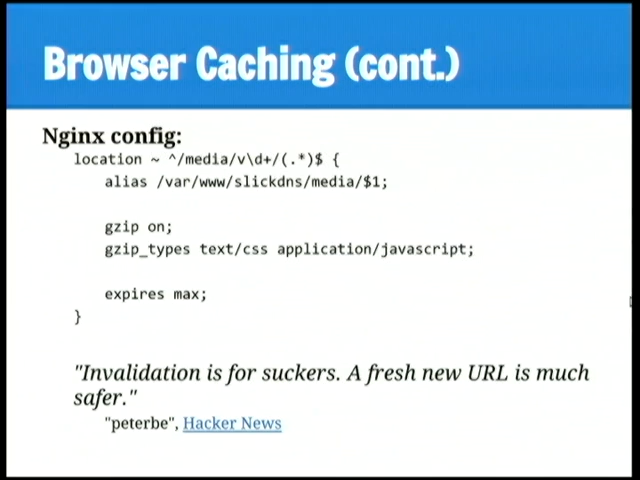 Browser Caching (cont.)
Nginx config:
location ~ ^/media/v\d+/(.*)$ {
alias /var/www/slickdns/media/$1;
gzip on;
gzip_types text/css application/javascript;
expires max;
}
"Invalidation is for suckers. A fresh new URL is much
safer."
"peterbe", Hacker News